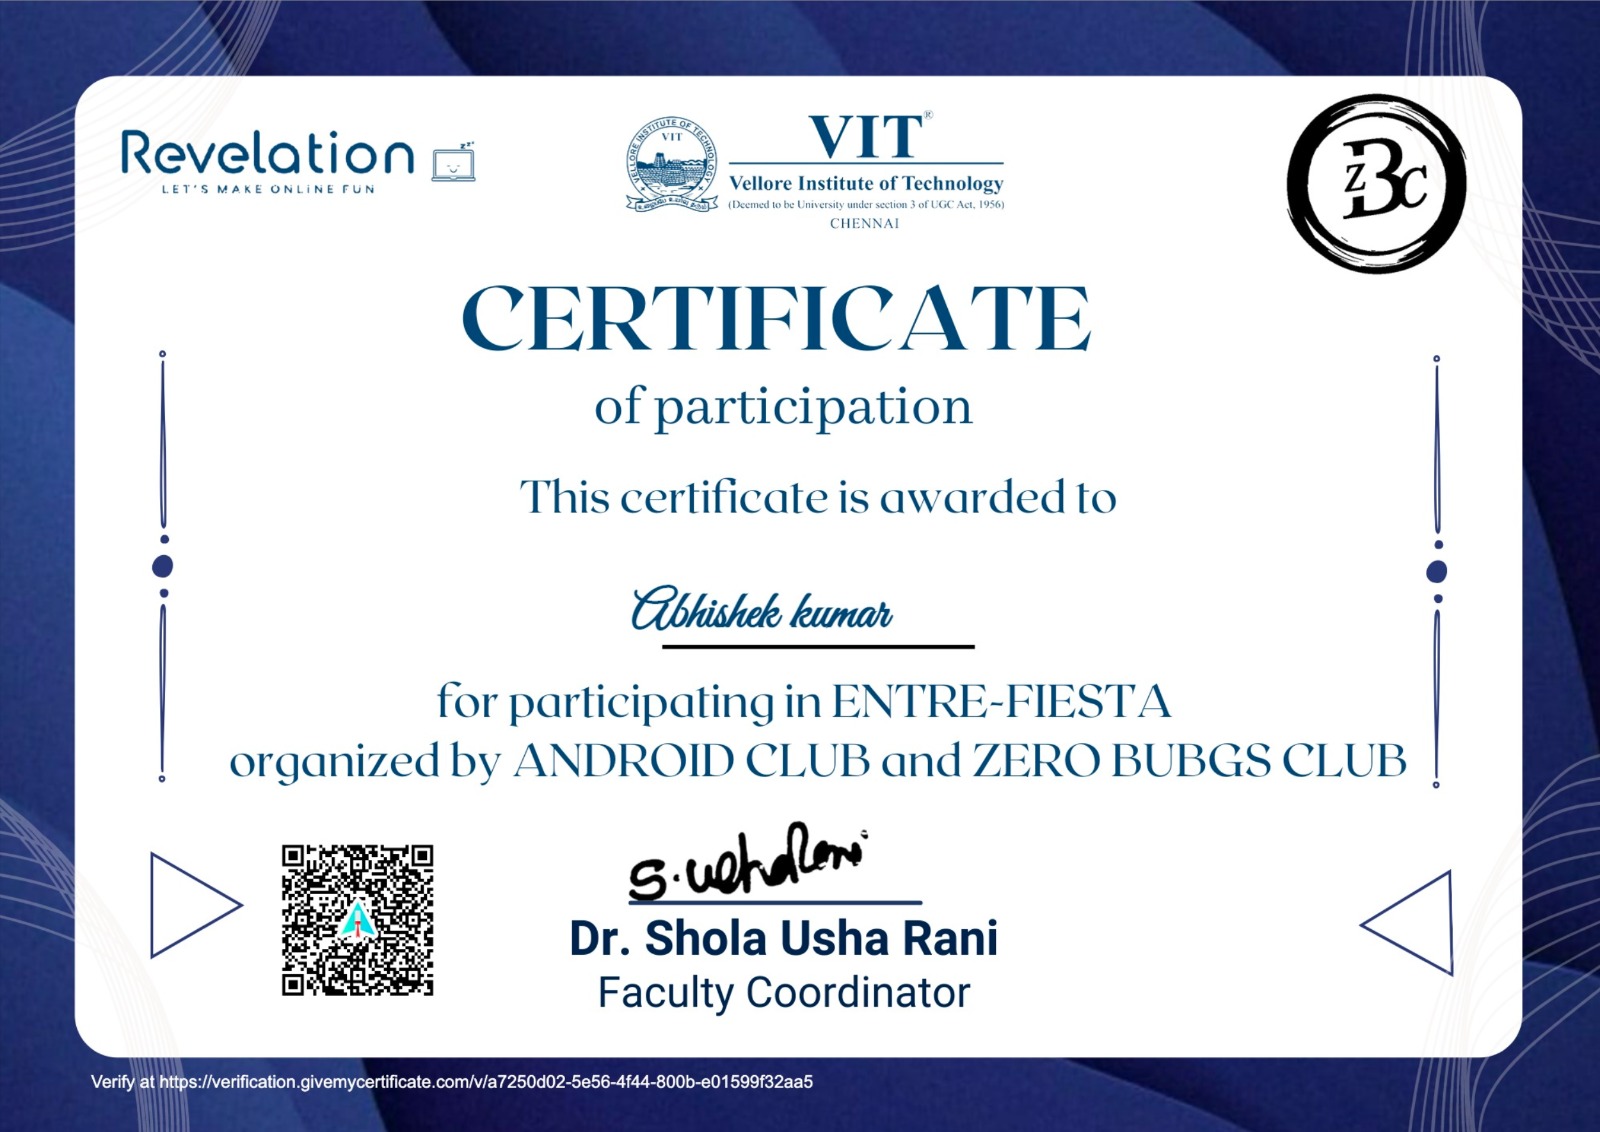 Revelation
LET'S MAKE ONLINE FUN
VELLORE INSTITUTE OF TECHNOLOGY
VIT
VIT®
Vellore Institute of Technology
(Deemed to be University under section 3 of UGC Act, 1956)
CHENNAI
ZBC
CERTIFICATE
of participation
This certificate is awarded to
Abhishek kumar
for participating in ENTRE-FIESTA
organized by ANDROID CLUB and ZERO BUBGS CLUB
S. UshaRani
Dr. Shola Usha Rani
Faculty Coordinator
Verify at https://verification.givemycertificate.com/v/a7250d02-5e56-4f44-800b-e01599f32aa5